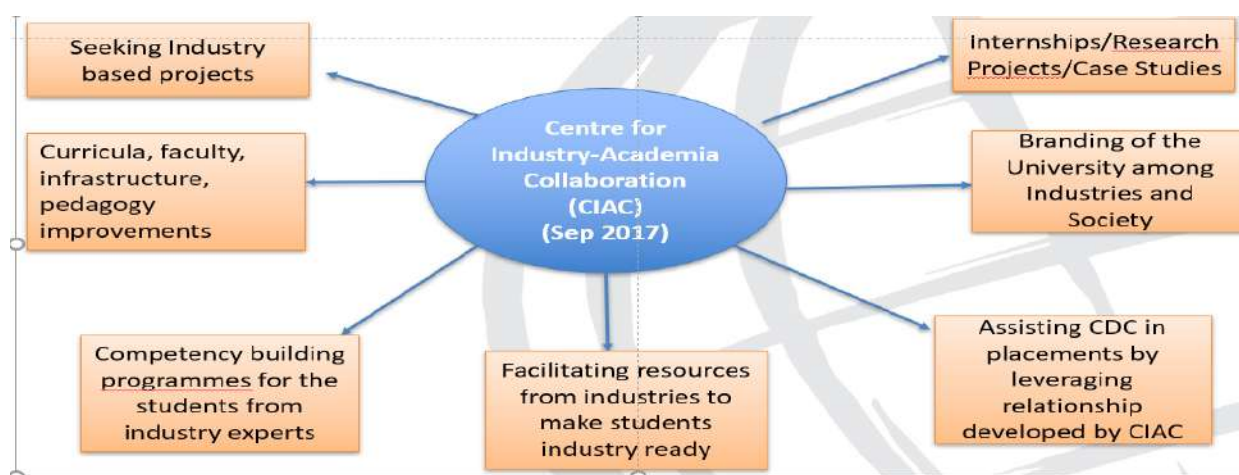 Seeking Industry
based projects
Internships/Research
Projects/Case Studies
Centre for
Industry-Academia
Collaboration
(CIAC)
(Sep 2017)
Curricula, faculty,
infrastructure,
pedagogy
improvements
Branding of the
University among
Industries and
Society
Competency building
programmes for the
students from
industry experts
Facilitating resources
from industries to
make students
industry ready
Assisting CDC in
placements by
leveraging
relationship
developed by CIAC